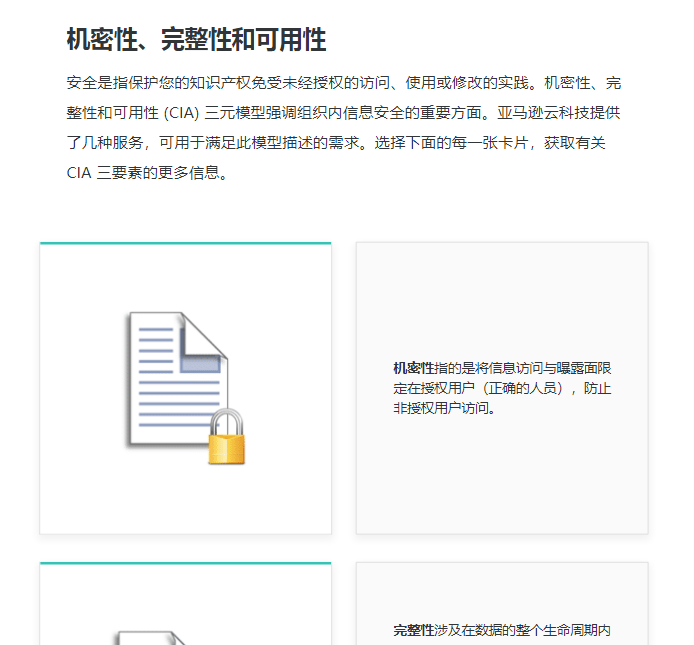 机密性、完整性和可用性
安全是指保护您的知识产权免受未经授权的访问、使用或修改的实践。机密性、完
整性和可用性 (CIA) 三元模型强调组织内信息安全的重要方面。亚马逊云科技提供
了几种服务，可用于满足此模型描述的需求。选择下面的每一张卡片，获取有关
CIA 三要素的更多信息。
机密性指的是将信息访问与曝露面限
定在授权用户（正确的人员），防止
非授权用户访问。
完整性涉及在数据的整个生命周期内